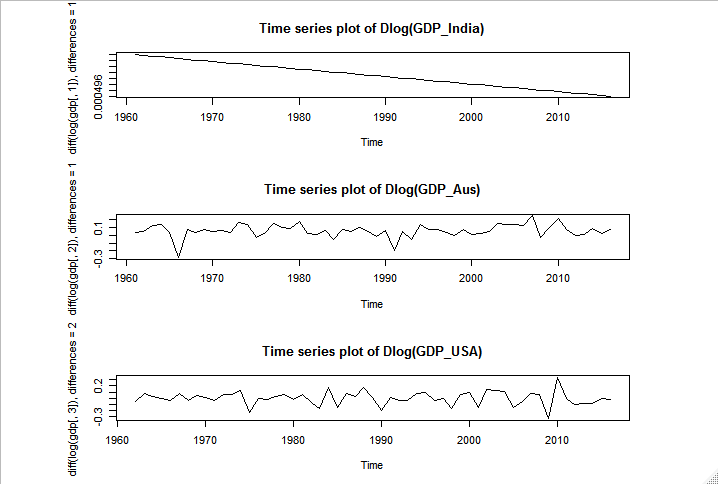 Time series plot of Dlog(GDP_India)
diff(log(gdp[, 1]), differences = 1
0.000496
1960 1970 1980 1990 2000 2010
Time
Time series plot of Dlog(GDP_Aus)
diff(log(gdp[, 2]), differences = 1
-0.3 0.1
1960 1970 1980 1990 2000 2010
Time
Time series plot of Dlog(GDP_USA)
diff(log(gdp[, 3]), differences = 2
-0.3 0.2
1960 1970 1980 1990 2000 2010
Time